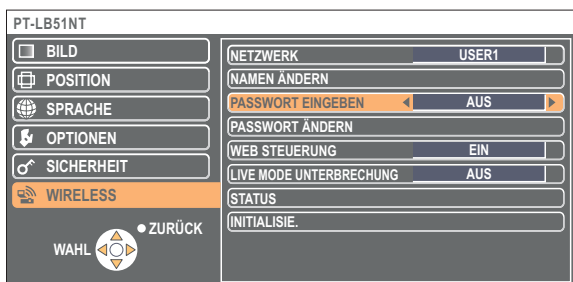 PT-LB51NT
BILD
POSITION
SPRACHE
OPTIONEN
SICHERHEIT
WIRELESS
ZURÜCK
WAHL
NETZWERK USER1
NAMEN ÄNDERN
PASSWORT EINGEBEN AUS
PASSWORT ÄNDERN
WEB STEUERUNG EIN
LIVE MODE UNTERBRECHUNG AUS
STATUS
INITIALISIE.